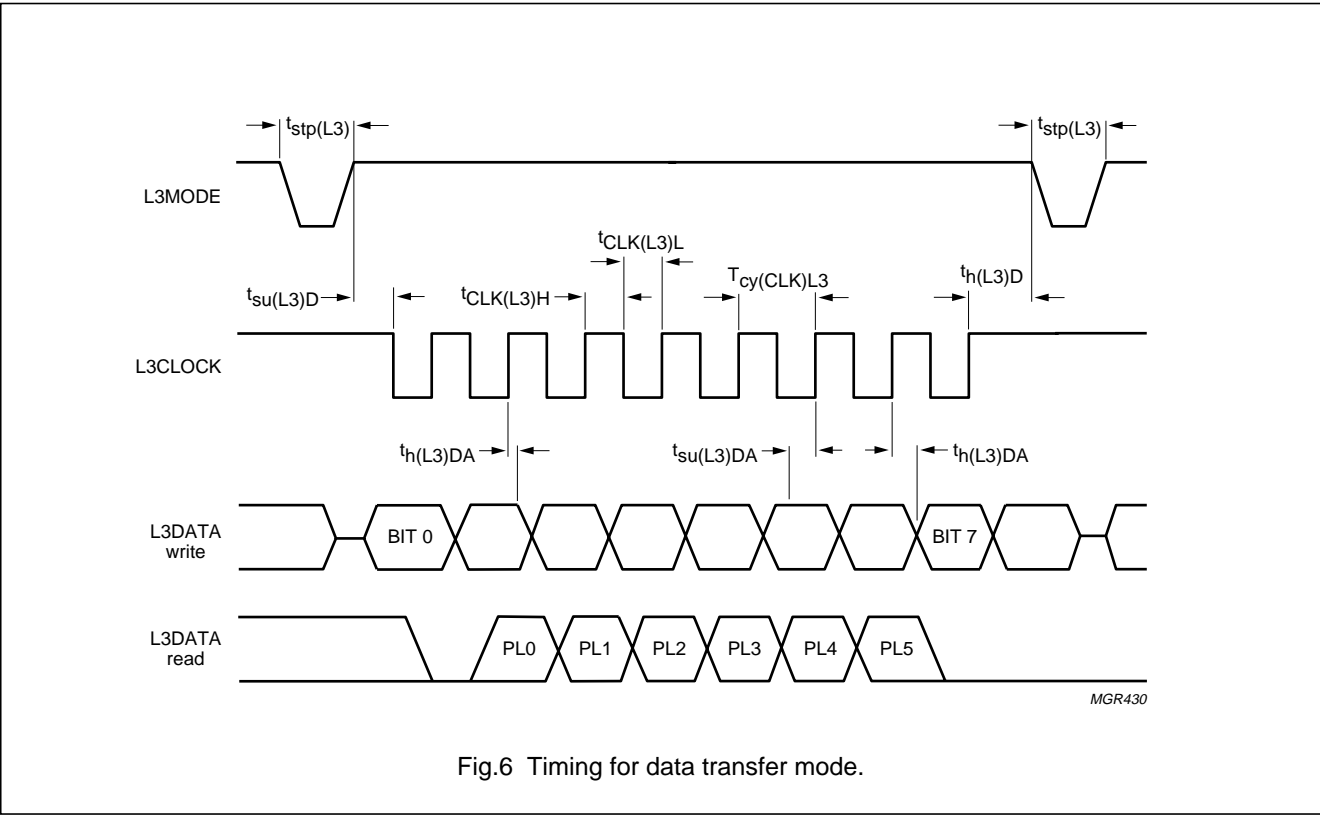 tstp(L3) tstp(L3)
L3MODE
tCLK(L3)L
tsu(L3)D tCLK(L3)H Tcy(CLK)L3 th(L3)D
L3CLOCK
th(L3)DA tsu(L3)DA th(L3)DA
L3DATA
write
BIT 0 BIT 7
L3DATA
read
PL0 PL1 PL2 PL3 PL4 PL5
MGR430
Fig.6 Timing for data transfer mode.